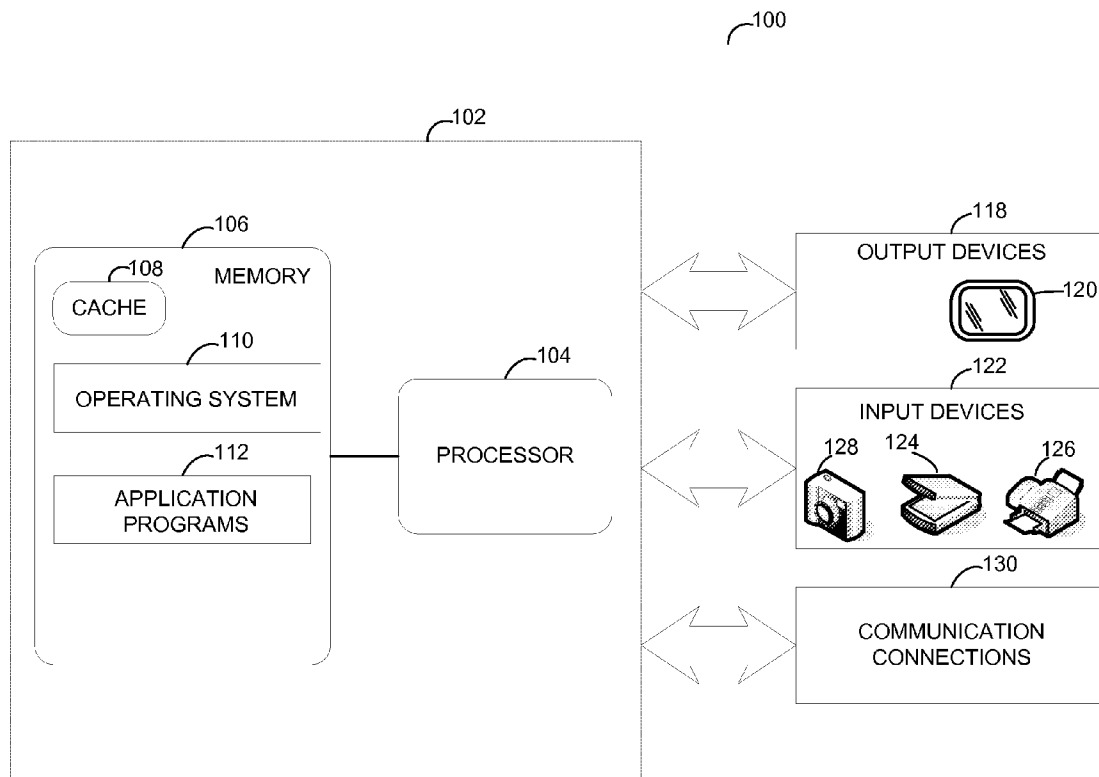 100
102
106
108
MEMORY
CACHE
110
OPERATING SYSTEM
112
APPLICATION
PROGRAMS
104
PROCESSOR
118
OUTPUT DEVICES
120
122
INPUT DEVICES
128
124
126
130
COMMUNICATION
CONNECTIONS